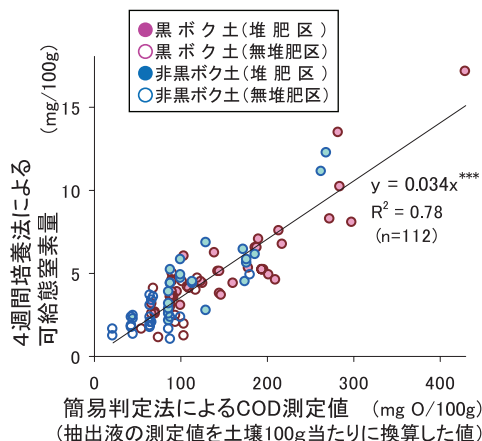 黒ボク土(堆肥区)
黒ボク土(無堆肥区)
非黒ボク土(堆肥区)
非黒ボク土(無堆肥区)
(mg/100g)
4週間培養法による
可給態窒素量
15
10
5
0
y = 0.034x***
R² = 0.78
(n=112)
0 100 200 300 400
簡易判定法によるCOD測定値 (mg O/100g)
(抽出液の測定値を土壌100g当たりに換算した値)